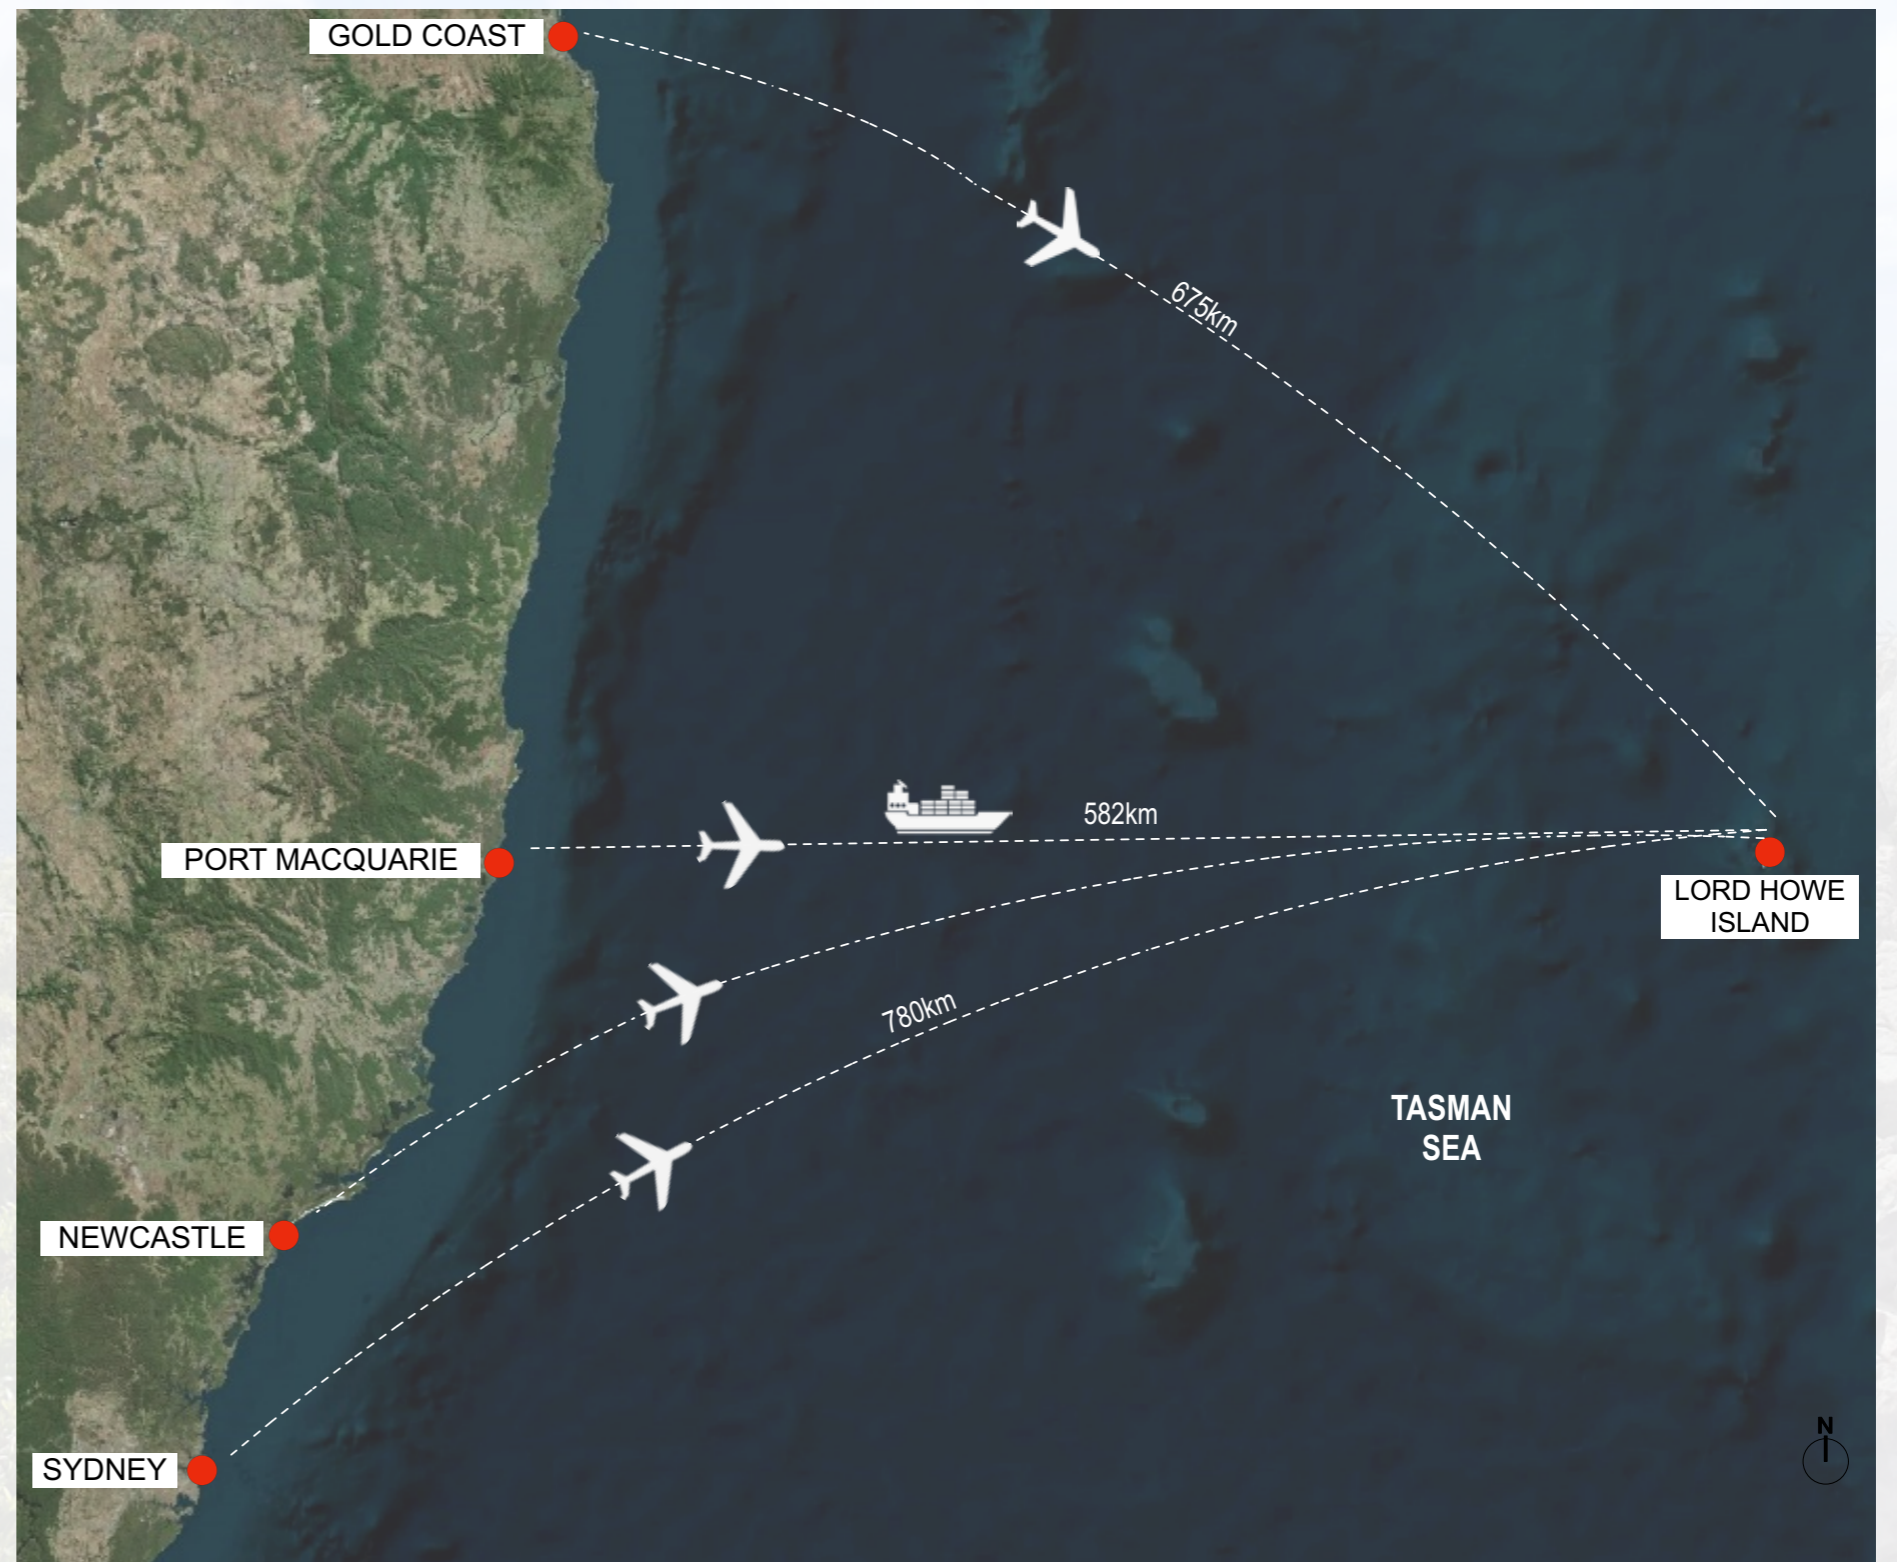 GOLD COAST
675km
582km
PORT MACQUARIE
LORD HOWE
ISLAND
780km
TASMAN
SEA
NEWCASTLE
N
SYDNEY